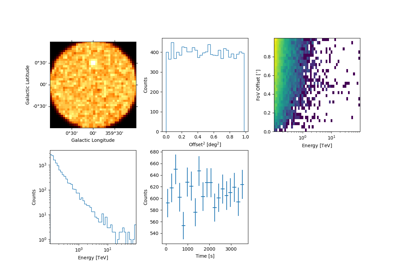 Galactic Latitude
0°30'
00'
-0°30'
0°30' 00' 359°30'
Galactic Longitude
Counts
400
300
200
100
0
0.0 0.2 0.4 0.6 0.8 1.0
Offset² [deg²]
FoV Offset [°]
0.8
0.6
0.4
0.2
0.0
10⁰ 10¹
Energy [TeV]
Counts
10³
10²
10¹
10⁰
10⁰ 10¹
Energy [TeV]
Counts
660
640
620
600
580
560
540
0 1000 2000 3000
Time [s]